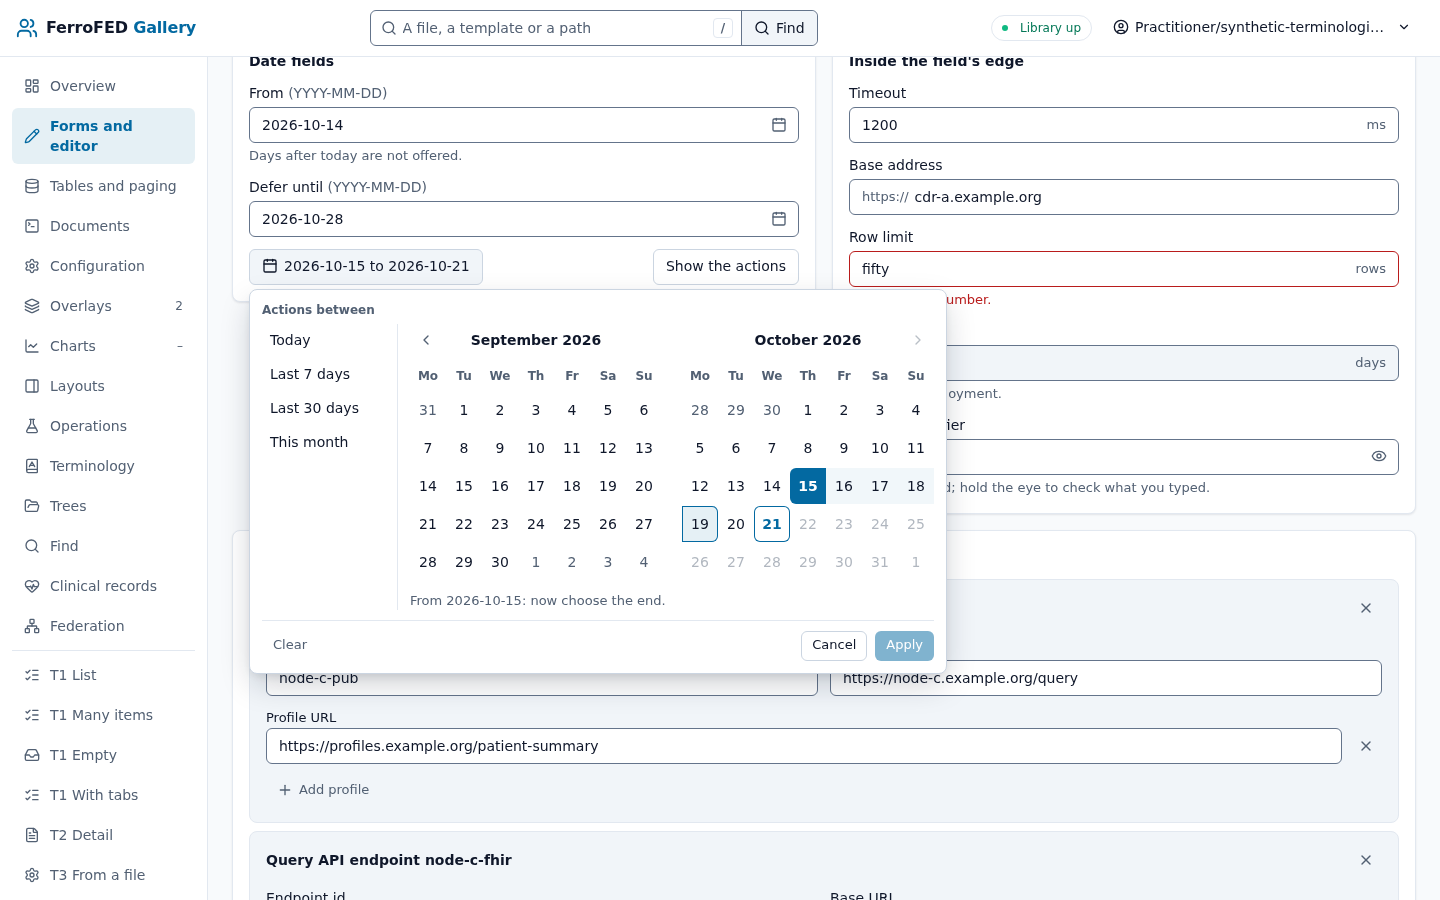 FerroFED Gallery
A file, a template or a path
/
Find
Library up
Practitioner/synthetic-terminologi...
Overview
Forms and
editor
Tables and paging
Documents
Configuration
Overlays 2
Charts –
Layouts
Operations
Terminology
Trees
Find
Clinical records
Federation
T1 List
T1 Many items
T1 Empty
T1 With tabs
T2 Detail
T3 From a file
Date fields
From (YYYY-MM-DD)
2026-10-14
Days after today are not offered.
Defer until (YYYY-MM-DD)
2026-10-28
2026-10-15 to 2026-10-21
Show the actions
Inside the field's edge
Timeout
1200 ms
Base address
https:// cdr-a.example.org
Row limit
fifty rows
umber.
days
oyment.
ier
d; hold the eye to check what you typed.
Actions between
Today
Last 7 days
Last 30 days
This month
September 2026
Mo Tu We Th Fr Sa Su
31 1 2 3 4 5 6
7 8 9 10 11 12 13
14 15 16 17 18 19 20
21 22 23 24 25 26 27
28 29 30 1 2 3 4
October 2026
Mo Tu We Th Fr Sa Su
28 29 30 1 2 3 4
5 6 7 8 9 10 11
12 13 14 15 16 17 18
19 20 21 22 23 24 25
26 27 28 29 30 31 1
From 2026-10-15: now choose the end.
Clear
Cancel
Apply
node-c-pub
https://node-c.example.org/query
Profile URL
https://profiles.example.org/patient-summary
Add profile
Query API endpoint node-c-fhir
Endpoint id
Base URL